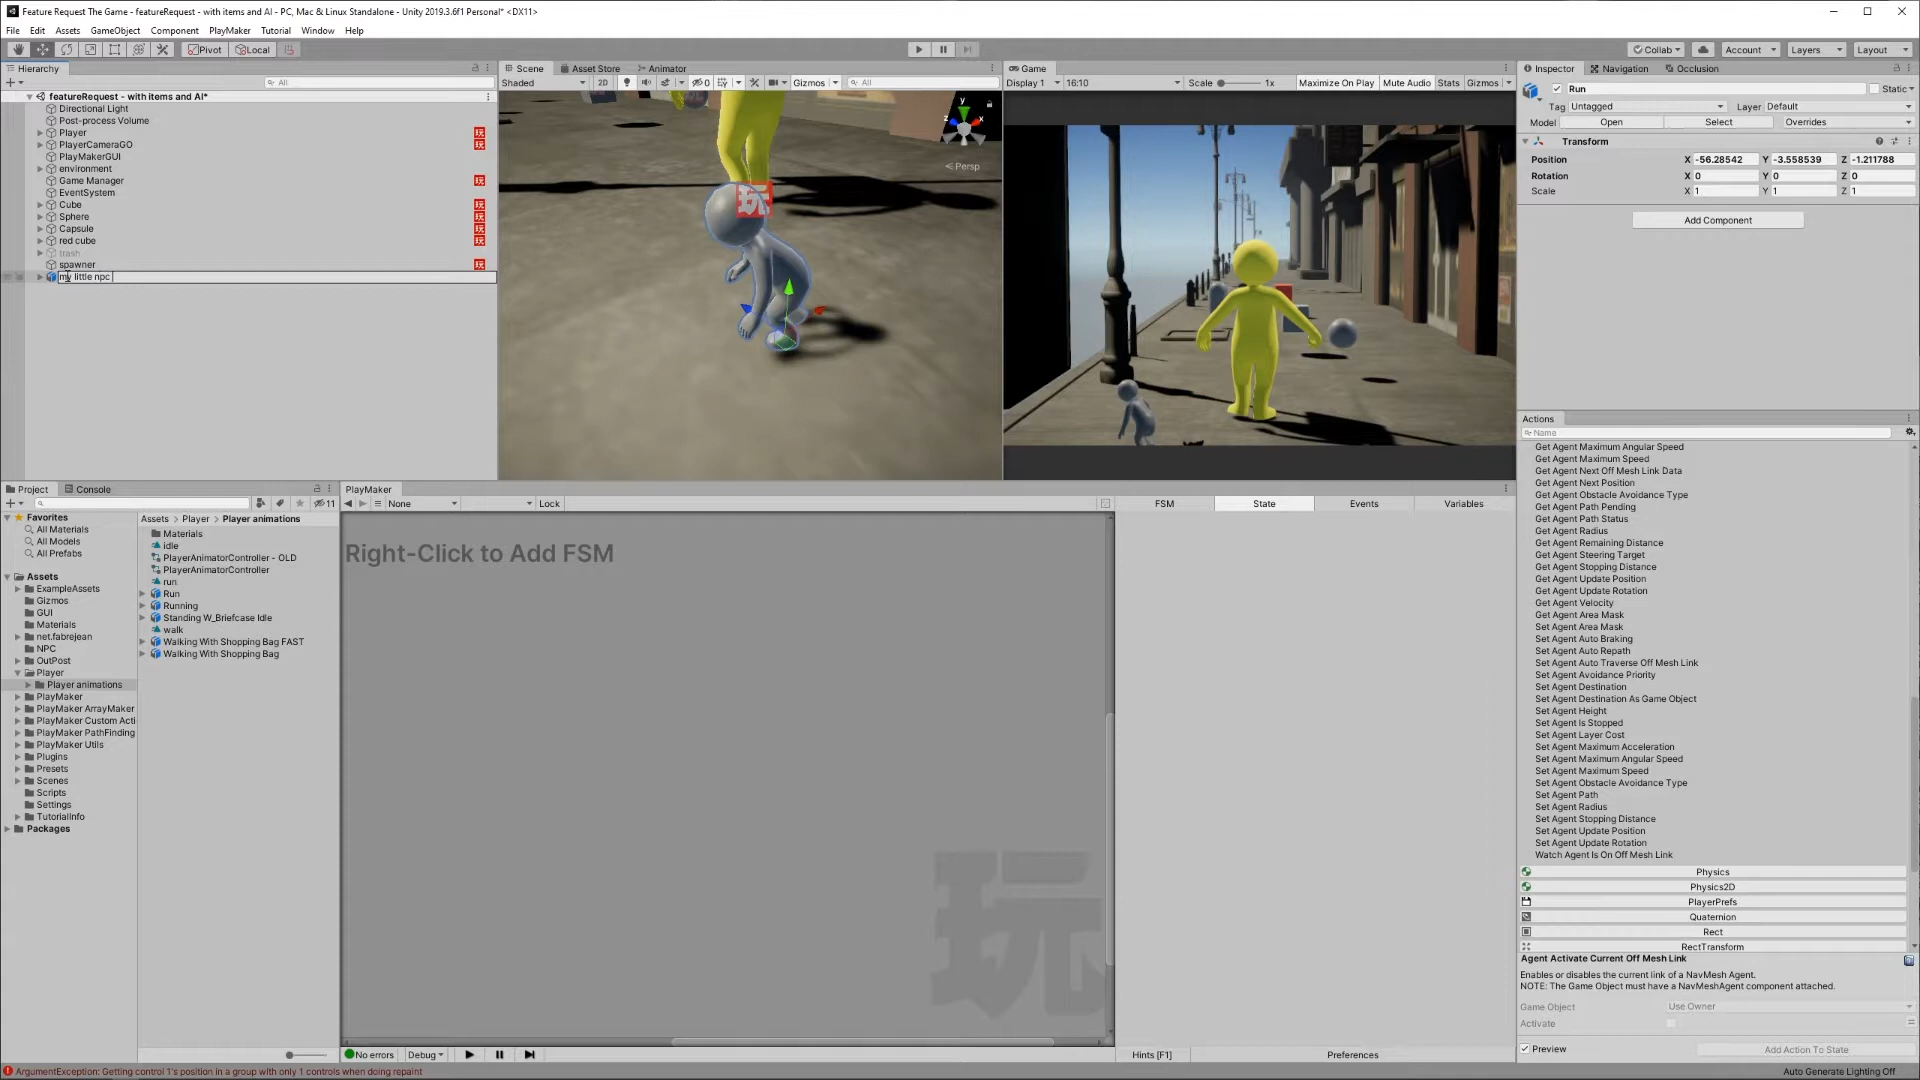 Feature Request The Game - featureRequest - with items and AI - PC, Mac & Linux Standalone - Unity 2019.3.6f1 Personal* <DX11>
File Edit Assets GameObject Component PlayMaker Tutorial Window Help
Pivot Local Collab Account Layers Layout
Hierarchy
All
featureRequest - with items and AI*
Directional Light
Post-process Volume
Player
PlayerCameraGO
PlayMakerGUI
environment
Game Manager
EventSystem
Cube
Sphere
Capsule
red cube
trash
spawner
my little npc
玩
玩
玩
玩
玩
玩
玩
玩
Scene Asset Store Animator
Shaded 2D 0 Gizmos All
y
x
z
Persp
玩
Game
Display 1 16:10 Scale 1x Maximize On Play Mute Audio Stats Gizmos
Inspector Navigation Occlusion
Run Static
Tag Untagged Layer Default
Model Open Select Overrides
Transform
Position X -56.28542 Y -3.558539 Z -1.211788
Rotation X 0 Y 0 Z 0
Scale X 1 Y 1 Z 1
Add Component
Actions
Name
Get Agent Maximum Angular Speed
Get Agent Maximum Speed
Get Agent Next Off Mesh Link Data
Get Agent Next Position
Get Agent Obstacle Avoidance Type
Get Agent Path Pending
Get Agent Path Status
Get Agent Radius
Get Agent Remaining Distance
Get Agent Steering Target
Get Agent Stopping Distance
Get Agent Update Position
Get Agent Update Rotation
Get Agent Velocity
Get Agent Area Mask
Set Agent Area Mask
Set Agent Auto Braking
Set Agent Auto Repath
Set Agent Auto Traverse Off Mesh Link
Set Agent Avoidance Priority
Set Agent Destination
Set Agent Destination As Game Object
Set Agent Height
Set Agent Is Stopped
Set Agent Layer Cost
Set Agent Maximum Acceleration
Set Agent Maximum Angular Speed
Set Agent Maximum Speed
Set Agent Obstacle Avoidance Type
Set Agent Path
Set Agent Radius
Set Agent Stopping Distance
Set Agent Update Position
Set Agent Update Rotation
Watch Agent Is On Off Mesh Link
Physics
Physics2D
PlayerPrefs
Quaternion
Rect
RectTransform
Agent Activate Current Off Mesh Link
Enables or disables the current link of a NavMesh Agent.
NOTE: The Game Object must have a NavMeshAgent component attached.
Game Object Use Owner
Activate
Preview Add Action To State
Project Console
11
Favorites
All Materials
All Models
All Prefabs
Assets
ExampleAssets
Gizmos
GUI
Materials
net.fabrejean
NPC
OutPost
Player
Player animations
PlayMaker
PlayMaker ArrayMaker
PlayMaker Custom Acti
PlayMaker PathFinding
PlayMaker Utils
Plugins
Presets
Scenes
Scripts
Settings
TutorialInfo
Packages
Assets > Player > Player animations
Materials
idle
PlayerAnimatorController - OLD
PlayerAnimatorController
run
Run
Running
Standing W_Briefcase Idle
walk
Walking With Shopping Bag FAST
Walking With Shopping Bag
PlayMaker
None Lock FSM State Events Variables
Right-Click to Add FSM
玩
No errors Debug Hints [F1] Preferences
ArgumentException: Getting control 1's position in a group with only 1 controls when doing repaint
Auto Generate Lighting Off